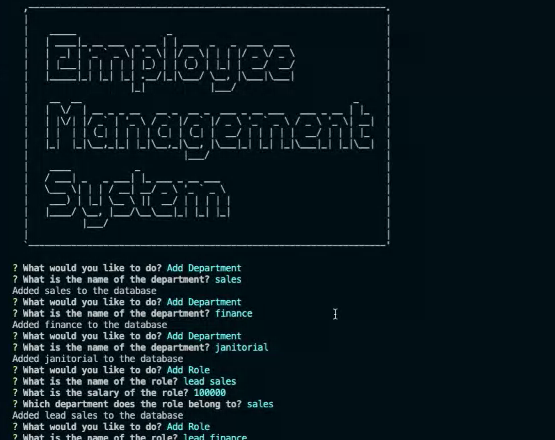 Employee
Management
System
? What would you like to do? Add Department
? What is the name of the department? sales
Added sales to the database
? What would you like to do? Add Department
? What is the name of the department? finance
Added finance to the database
? What would you like to do? Add Department
? What is the name of the department? janitorial
Added janitorial to the database
? What would you like to do? Add Role
? What is the name of the role? lead sales
? What is the salary of the role? 100000
? Which department does the role belong to? sales
Added lead sales to the database
? What would you like to do? Add Role
? What is the name of the role? lead finance